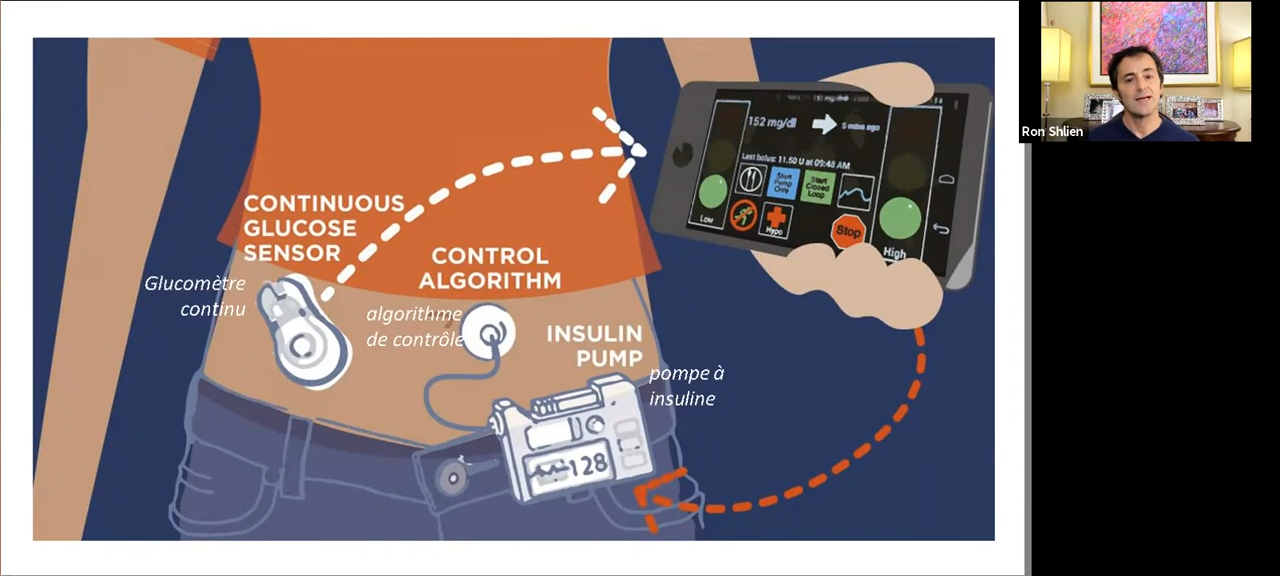 CONTINUOUS
GLUCOSE
SENSOR
Glucomètre
continu
CONTROL
ALGORITHM
algorithme
de contrôle
INSULIN
PUMP
pompe à
insuline
128
152 mg/dl
5 mins ago
Last bolus: 11.50 U at 09:48 AM
Start
Pump
Only
Start
Closed
Loop
Low
Hypo
Stop
High
Ron Shlien